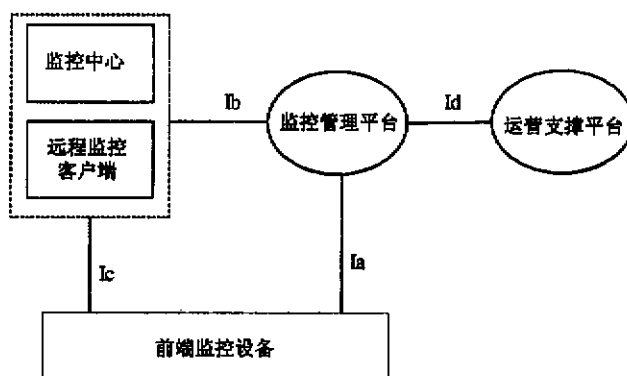 监控中心
远程监控
客户端
Ib
监控管理平台
Id
运营支撑平台
Ic
Ia
前端监控设备